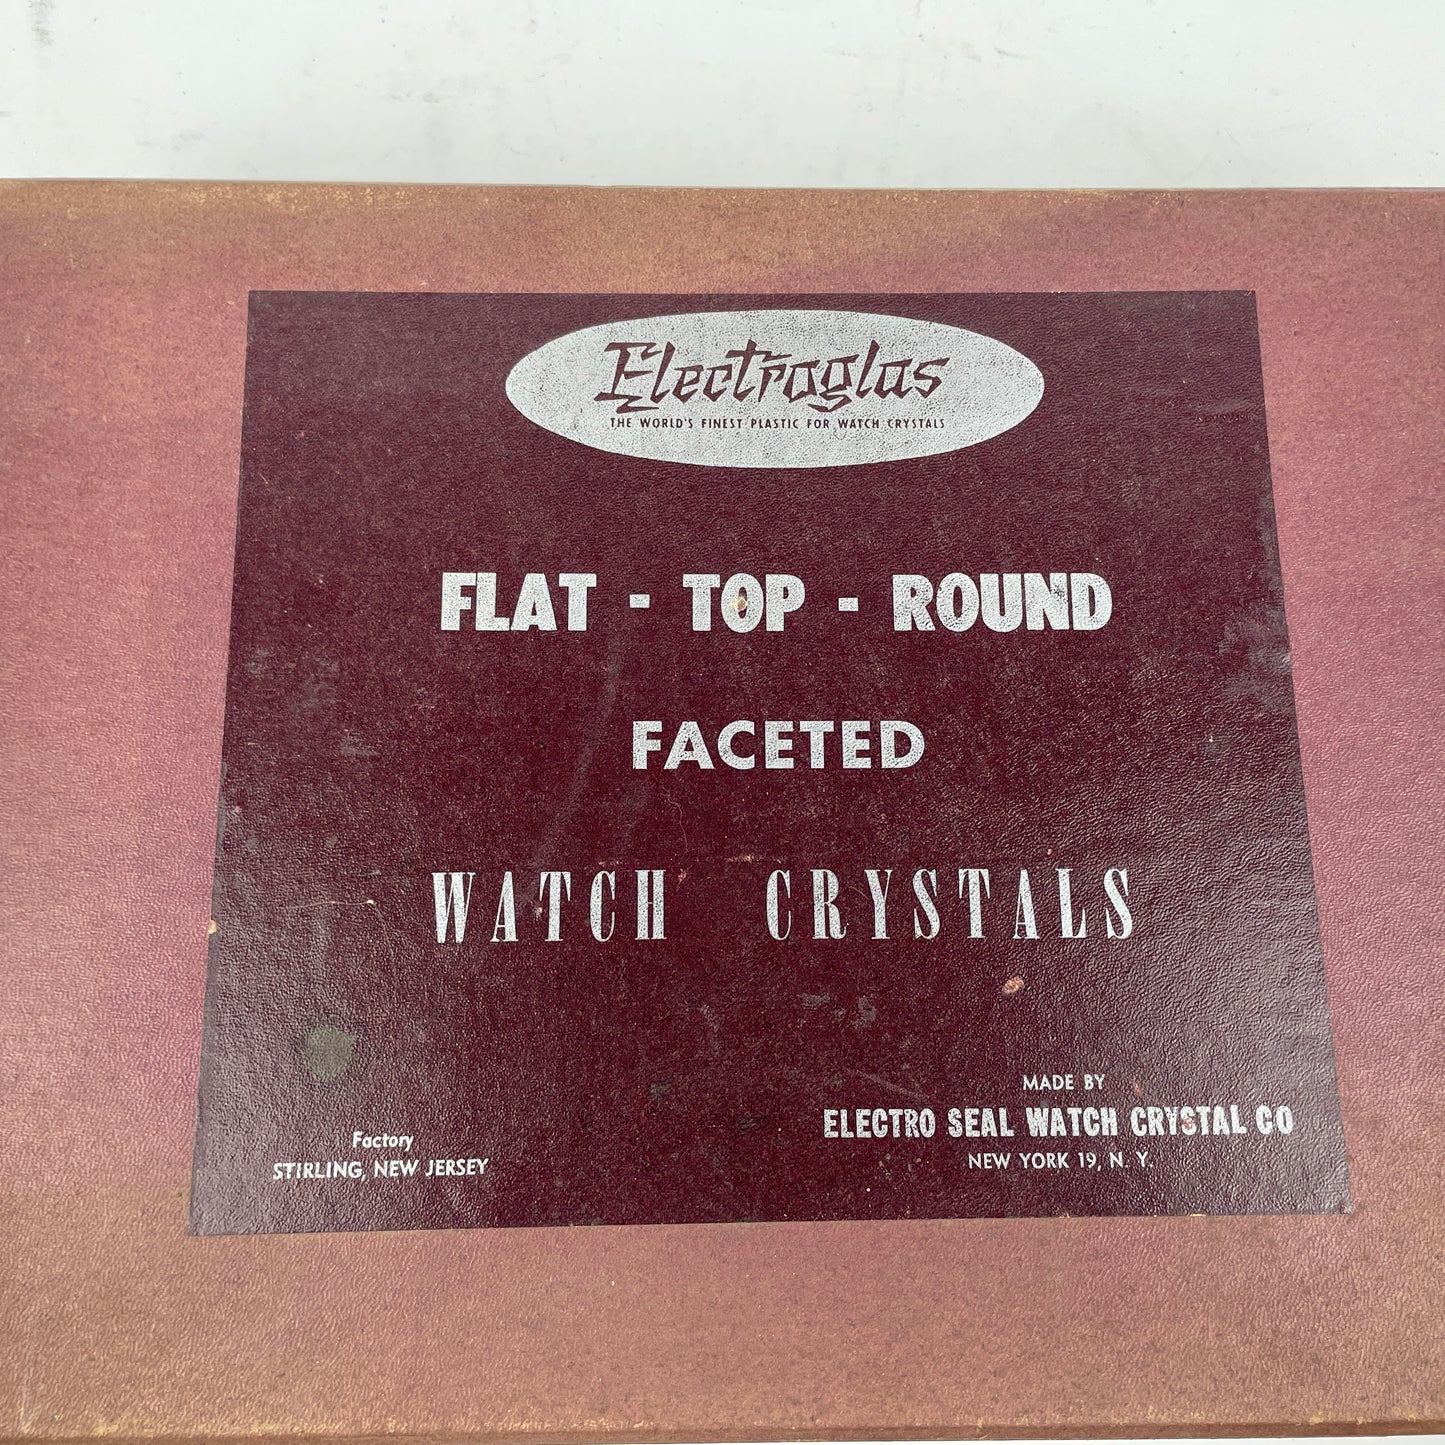 Electroglas
THE WORLD'S FINEST PLASTIC FOR WATCH CRYSTALS
FLAT - TOP - ROUND
FACETED
WATCH CRYSTALS
Factory
STIRLING, NEW JERSEY
MADE BY
ELECTRO SEAL WATCH CRYSTAL CO
NEW YORK 19, N. Y.